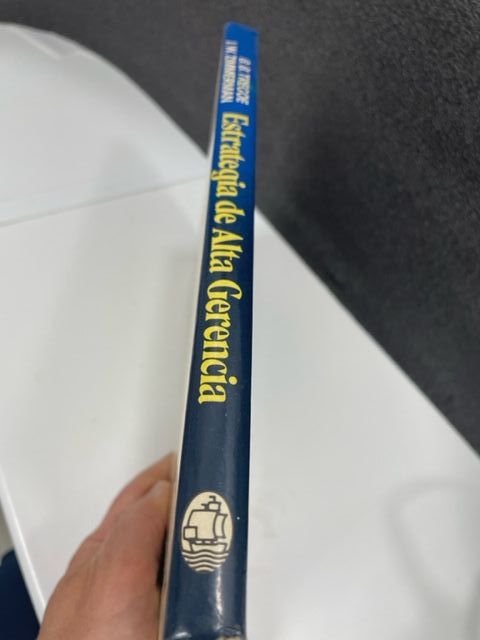 B. B. TREGOE
J. W. ZIMMERMAN
Estrategia de Alta Gerencia